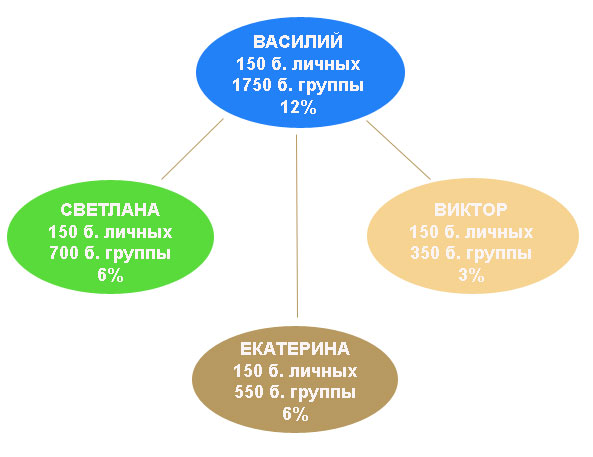 ВАСИЛИЙ
150 б. личных
1750 б. группы
12%
СВЕТЛАНА
150 б. личных
700 б. группы
6%
ВИКТОР
150 б. личных
350 б. группы
3%
ЕКАТЕРИНА
150 б. личных
550 б. группы
6%